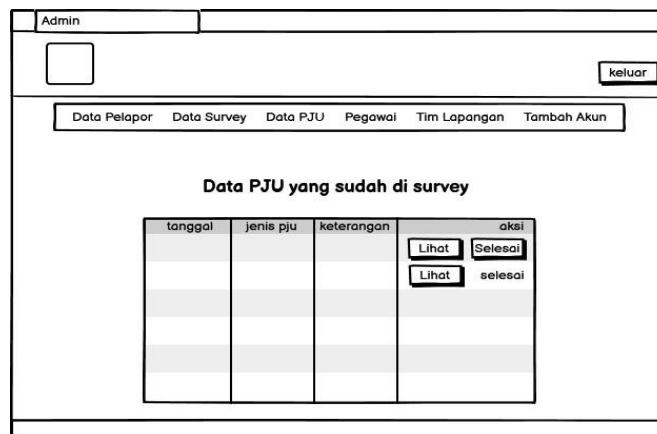 Admin
keluar
Data Pelapor Data Survey Data PJU Pegawai Tim Lapangan Tambah Akun
Data PJU yang sudah di survey
tanggal jenis pju keterangan aksi
Lihat Selesai
Lihat selesai